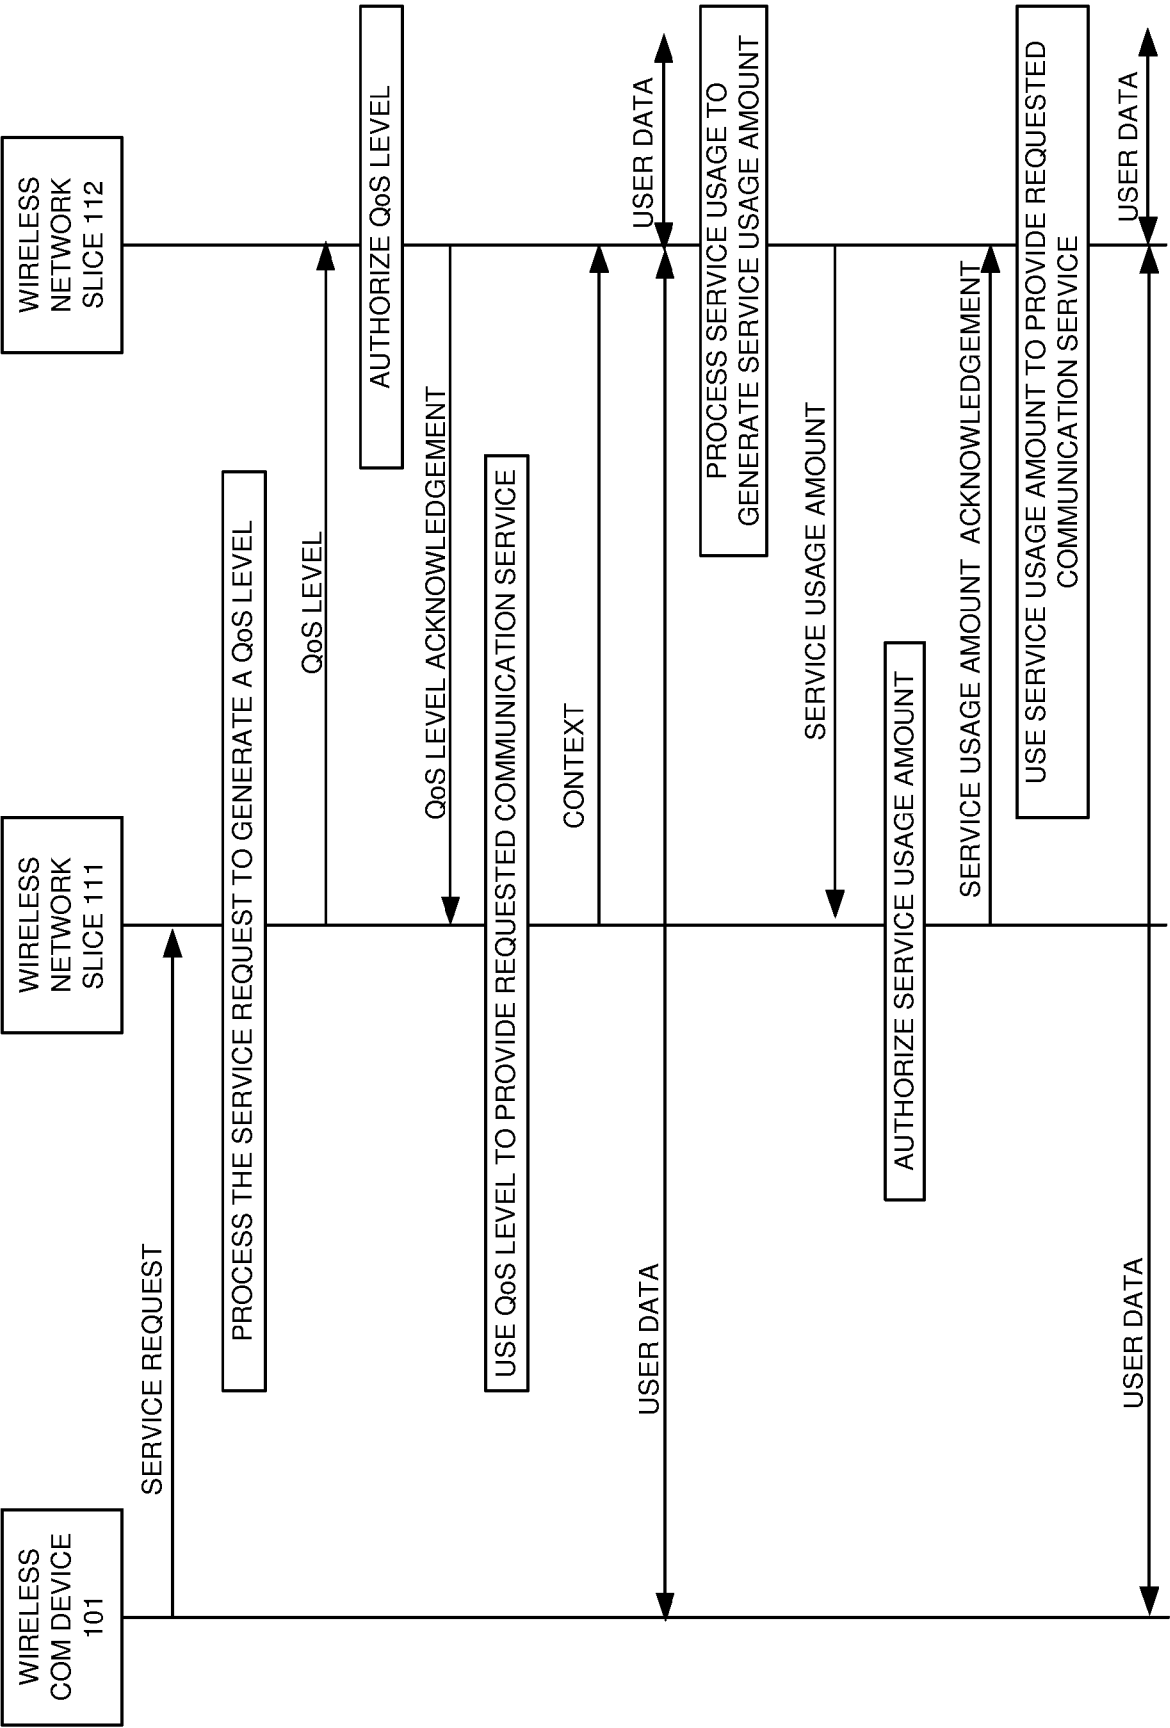 WIRELESS
COM DEVICE
101
WIRELESS
NETWORK
SLICE 111
WIRELESS
NETWORK
SLICE 112
SERVICE REQUEST
PROCESS THE SERVICE REQUEST TO GENERATE A QoS LEVEL
QoS LEVEL
AUTHORIZE QoS LEVEL
QoS LEVEL ACKNOWLEDGEMENT
USE QoS LEVEL TO PROVIDE REQUESTED COMMUNICATION SERVICE
CONTEXT
USER DATA
USER DATA
PROCESS SERVICE USAGE TO
GENERATE SERVICE USAGE AMOUNT
SERVICE USAGE AMOUNT
AUTHORIZE SERVICE USAGE AMOUNT
SERVICE USAGE AMOUNT ACKNOWLEDGEMENT
USE SERVICE USAGE AMOUNT TO PROVIDE REQUESTED
COMMUNICATION SERVICE
USER DATA
USER DATA